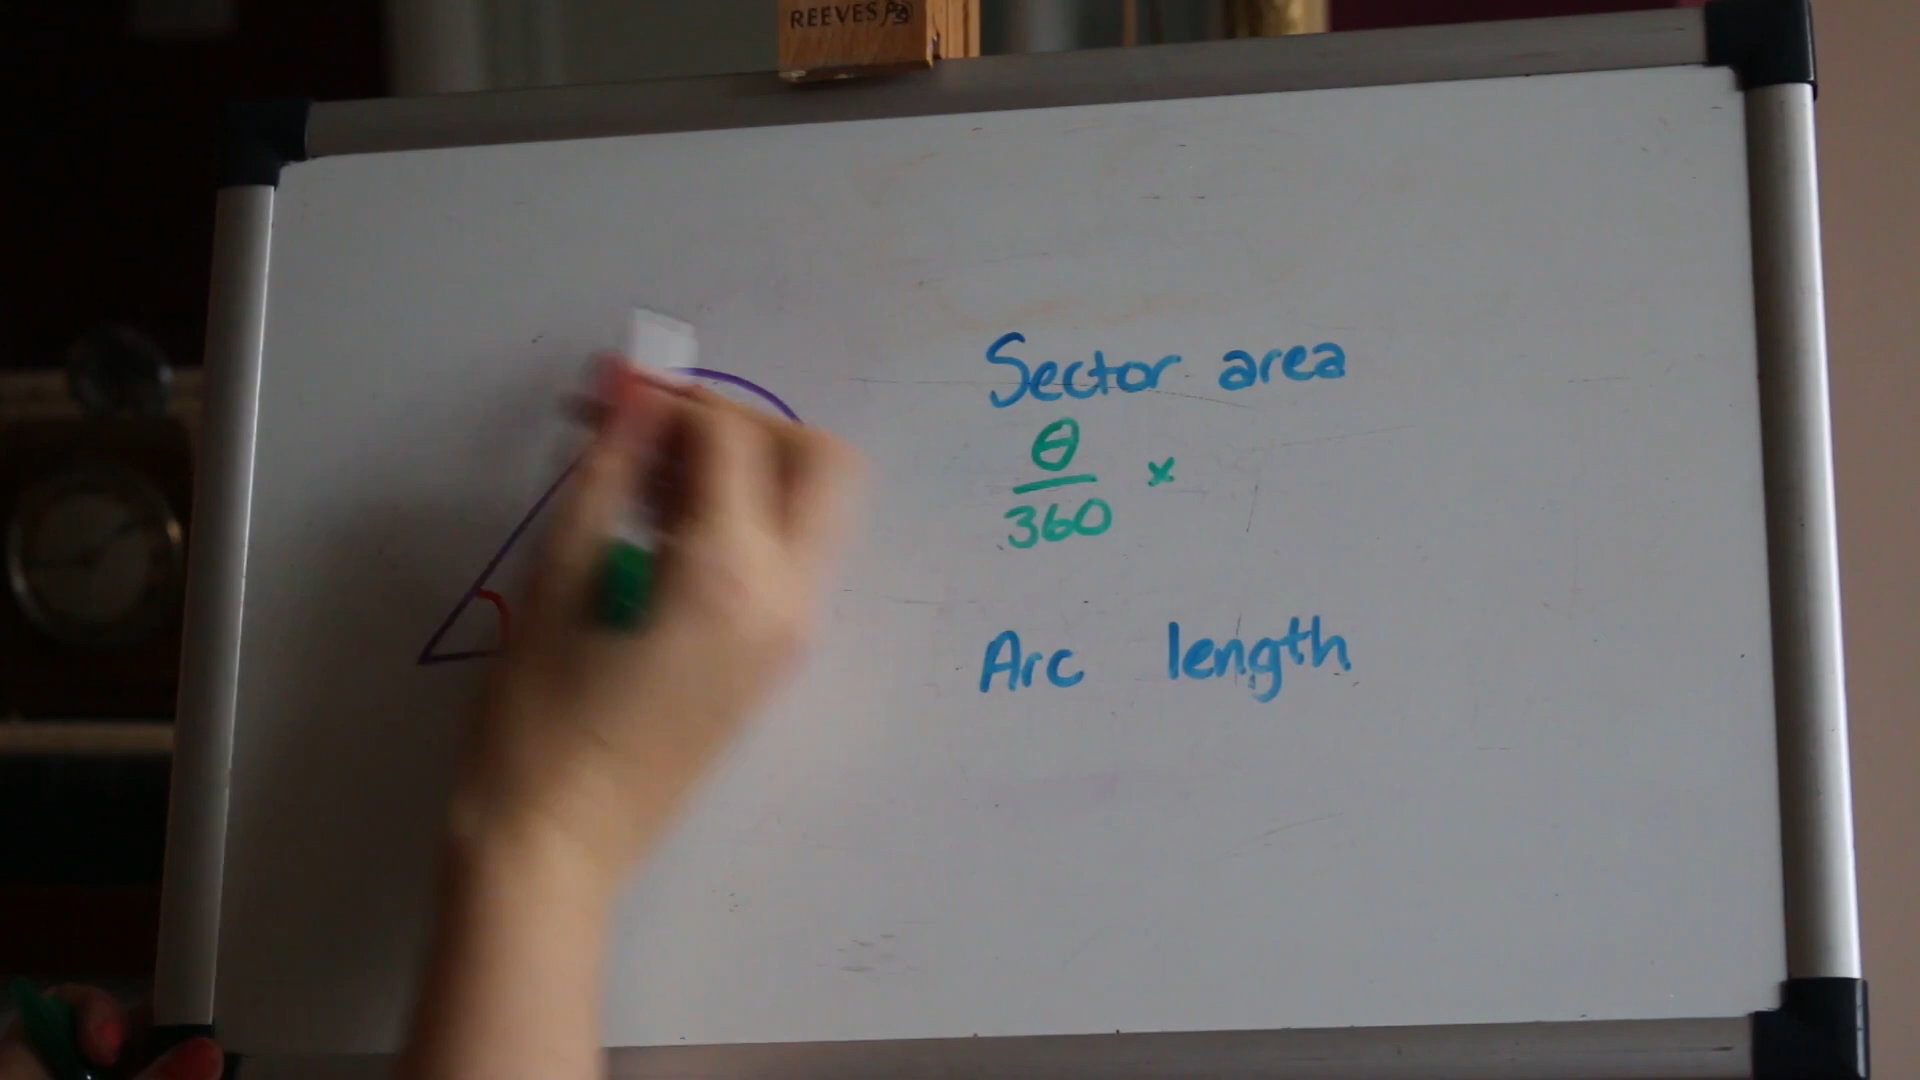 REEVES
Sector area
θ
360
×
Arc length